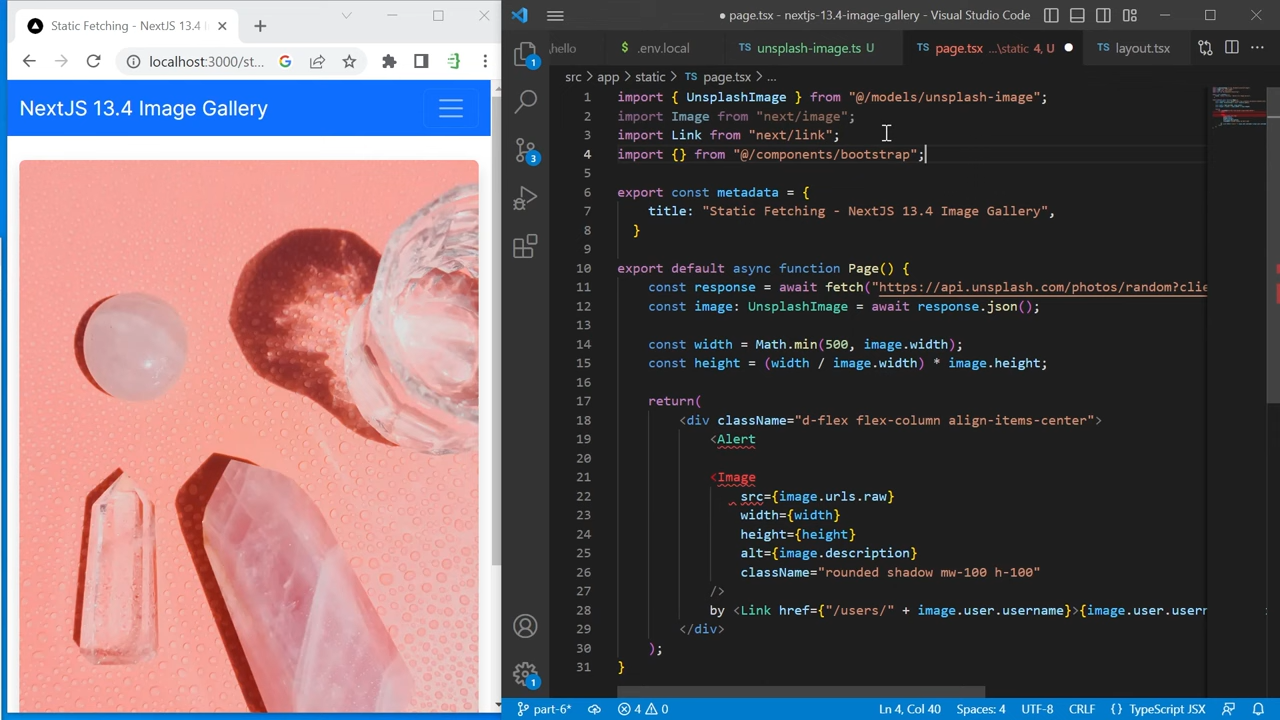 Static Fetching - NextJS 13.4 I
localhost:3000/st...
NextJS 13.4 Image Gallery
page.tsx - nextjs-13.4-image-gallery - Visual Studio Code
\hello
$ .env.local
TS unsplash-image.ts U
TS page.tsx ...\static 4, U
TS layout.tsx
src > app > static > TS page.tsx > ...
1 import { UnsplashImage } from "@/models/unsplash-image";
2 import Image from "next/image";
3 import Link from "next/link";
4 import {} from "@/components/bootstrap";
5
6 export const metadata = {
7 title: "Static Fetching - NextJS 13.4 Image Gallery",
8 }
9
10 export default async function Page() {
11 const response = await fetch("https://api.unsplash.com/photos/random?clie
12 const image: UnsplashImage = await response.json();
13
14 const width = Math.min(500, image.width);
15 const height = (width / image.width) * image.height;
16
17 return(
18 <div className="d-flex flex-column align-items-center">
19 <Alert
20
21 <Image
22 src={image.urls.raw}
23 width={width}
24 height={height}
25 alt={image.description}
26 className="rounded shadow mw-100 h-100"
27 />
28 by <Link href={"/users/" + image.user.username}>{image.user.usern
29 </div>
30 );
31 }
1
3
1
part-6* 4 0 Ln 4, Col 40 Spaces: 4 UTF-8 CRLF {} TypeScript JSX